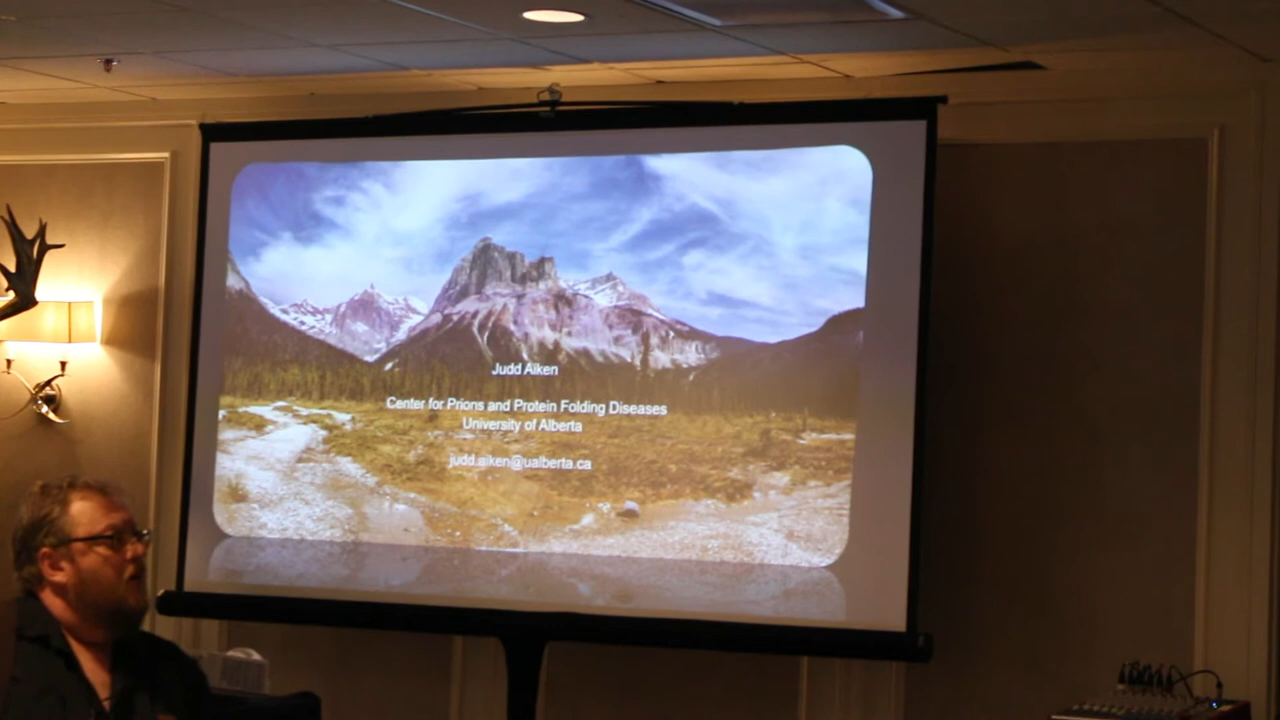 Judd Aiken
Center for Prions and Protein Folding Diseases
University of Alberta
judd.aiken@ualberta.ca